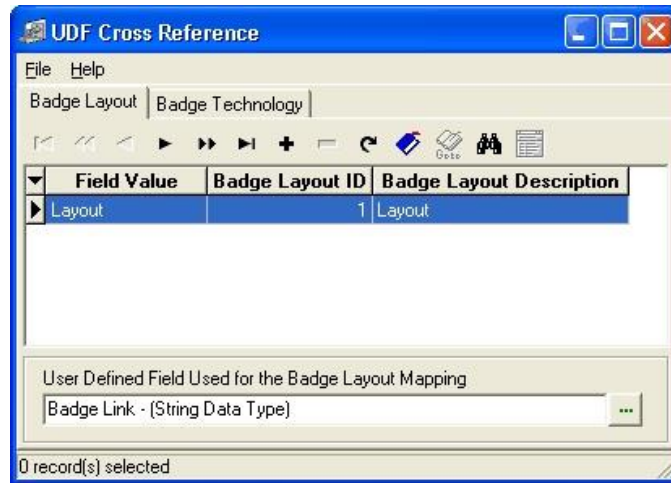 UDF Cross Reference
File Help
Badge Layout Badge Technology
Goto
Field Value Badge Layout ID Badge Layout Description
Layout 1 Layout
User Defined Field Used for the Badge Layout Mapping
Badge Link - (String Data Type) ...
0 record(s) selected